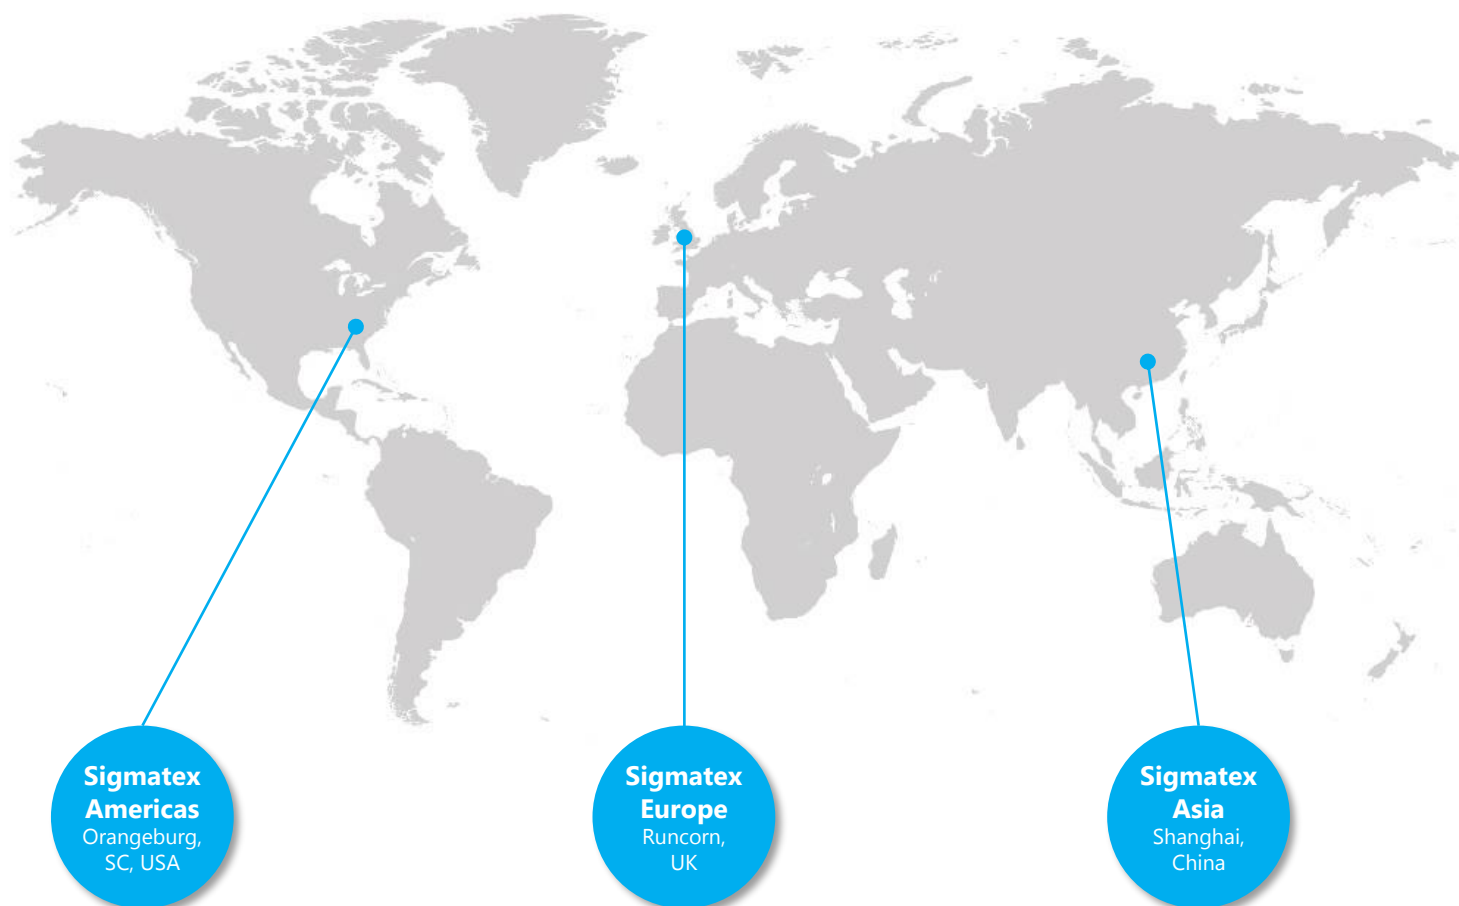 Sigmatex
Americas
Orangeburg,
SC, USA
Sigmatex
Europe
Runcorn,
UK
Sigmatex
Asia
Shanghai,
China